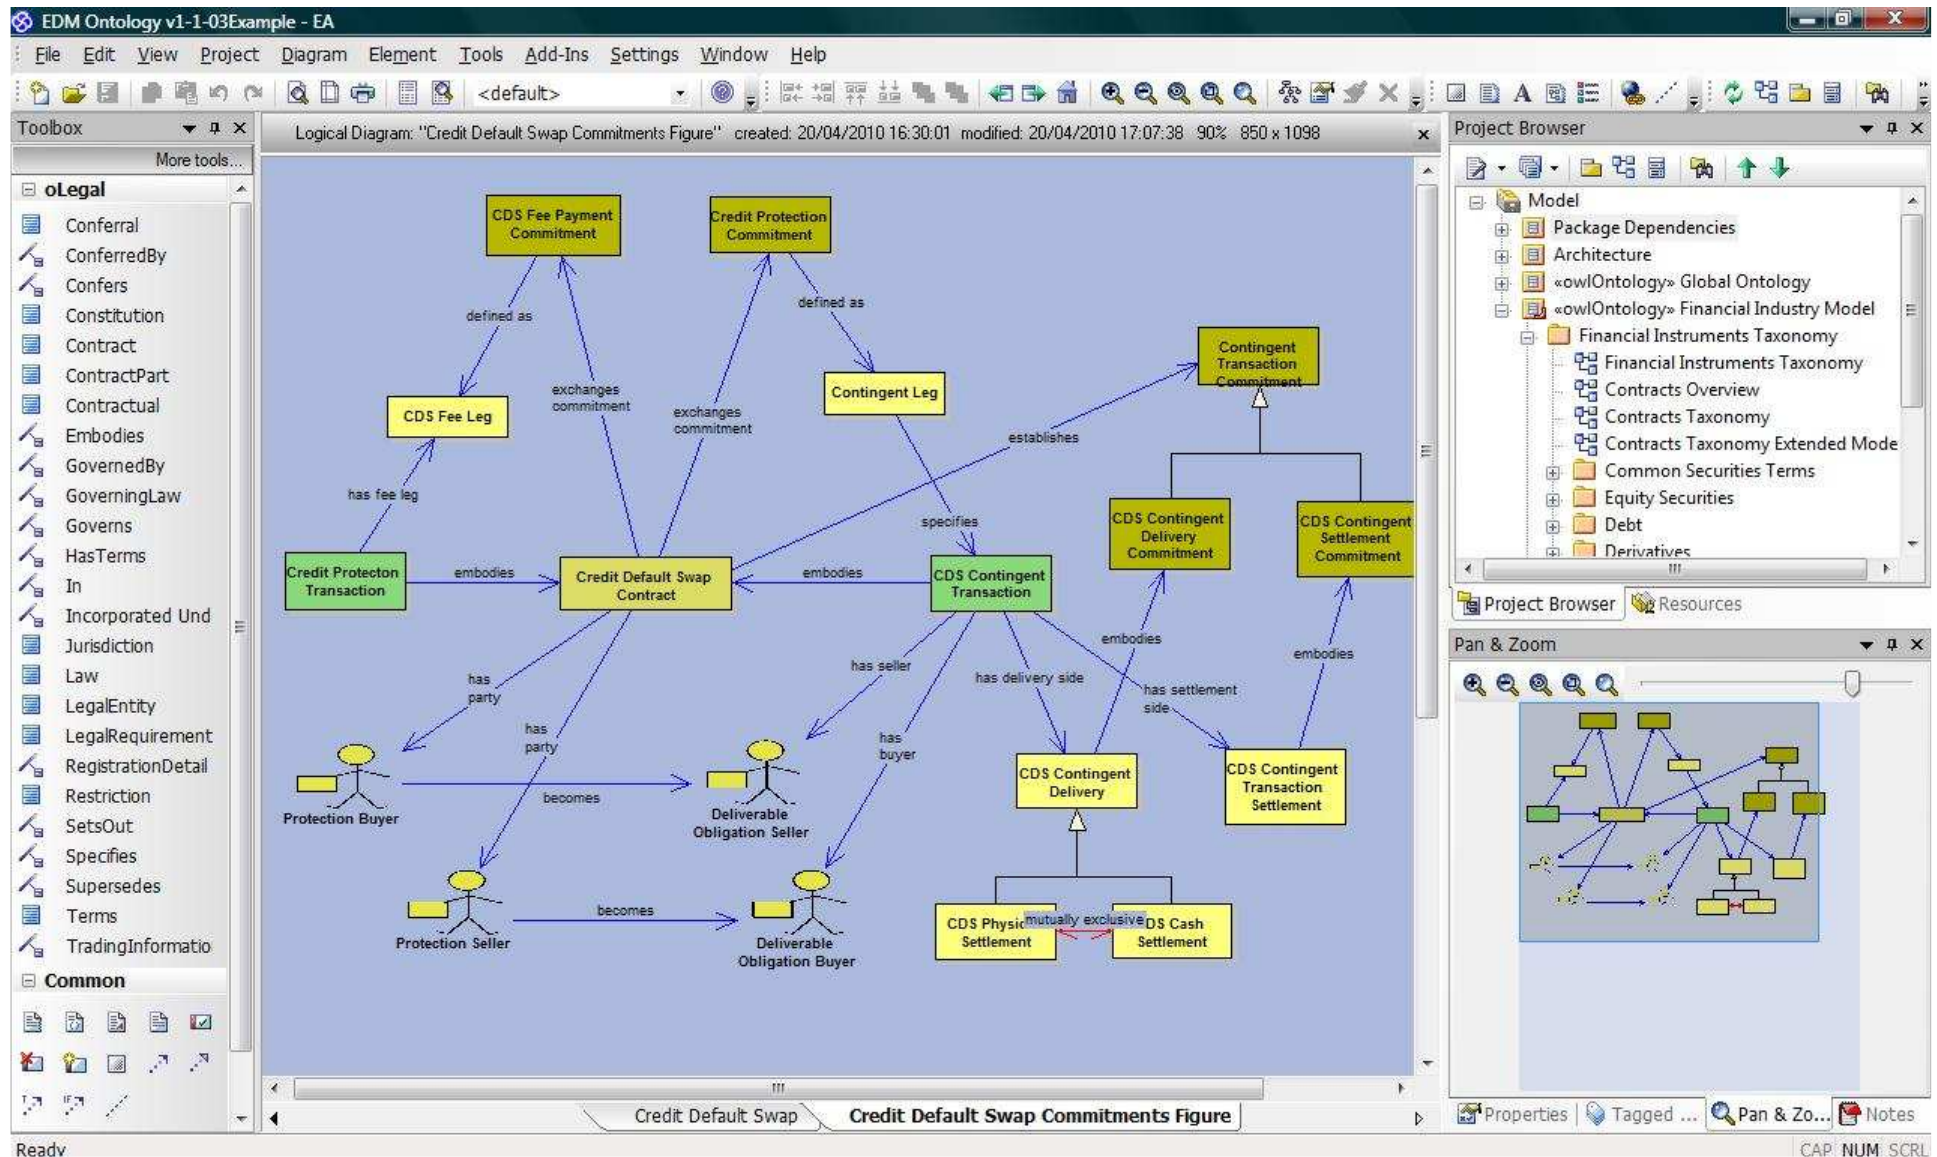 EDM Ontology v1-1-03Example - EA
File Edit View Project Diagram Element Tools Add-Ins Settings Window Help
<default>
Toolbox
More tools...
oLegal
Conferral
ConferredBy
Confers
Constitution
Contract
ContractPart
Contractual
Embodies
GovernedBy
GoverningLaw
Governs
HasTerms
In
Incorporated Und
Jurisdiction
Law
LegalEntity
LegalRequirement
RegistrationDetail
Restriction
SetsOut
Specifies
Supersedes
Terms
TradingInformatio
Common
Logical Diagram: "Credit Default Swap Commitments Figure" created: 20/04/2010 16:30:01 modified: 20/04/2010 17:07:38 90% 850 x 1098
CDS Fee Payment
Commitment
Credit Protection
Commitment
defined as
defined as
Contingent
Transaction
Commitment
exchanges
commitment
Contingent Leg
CDS Fee Leg
exchanges
commitment
establishes
has fee leg
specifies
CDS Contingent
Delivery
Commitment
CDS Contingent
Settlement
Commitment
Credit Protecton
Transaction
embodies
Credit Default Swap
Contract
embodies
CDS Contingent
Transaction
embodies
embodies
has
party
has seller
has delivery side
has settlement
side
has
party
has
buyer
CDS Contingent
Delivery
CDS Contingent
Transaction
Settlement
becomes
Protection Buyer
Deliverable
Obligation Seller
becomes
Protection Seller
Deliverable
Obligation Buyer
CDS Physic
Settlement
mutually exclusive
DS Cash
Settlement
Credit Default Swap
Credit Default Swap Commitments Figure
Project Browser
Model
Package Dependencies
Architecture
«owlOntology» Global Ontology
«owlOntology» Financial Industry Model
Financial Instruments Taxonomy
Financial Instruments Taxonomy
Contracts Overview
Contracts Taxonomy
Contracts Taxonomy Extended Mode
Common Securities Terms
Equity Securities
Debt
Derivatives
Project Browser Resources
Pan & Zoom
Properties Tagged ... Pan & Zo... Notes
Ready
CAP NUM SCRL